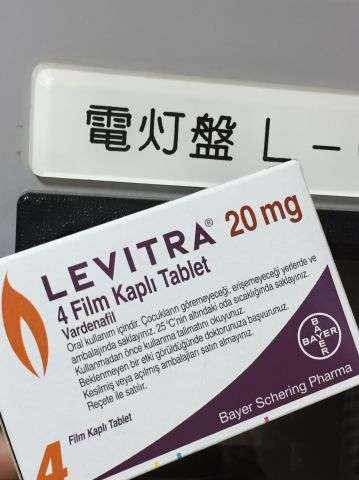 電灯盤 L-
LEVITRA® 20 mg
4 Film Kaplı Tablet
Vardenafil
Oral kullanım içindir. Çocukların göremeyeceği, erişemeyeceği yerlerde ve
ambalajında saklayınız. 25°C'nin altındaki oda sıcaklığında saklayınız.
Kullanmadan önce kullanma talimatını okuyunuz.
Beklenmeyen bir etki görüldüğünde doktorunuza başvurunuz.
Kesilmiş veya açılmış ambalajları satın almayınız.
Reçete ile satılır.
BAYER
BAYER
Bayer Schering Pharma
4 Film Kaplı Tablet